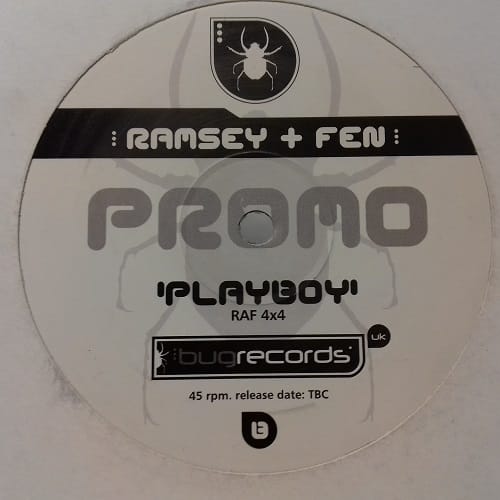 RAMSEY + FEN
PROMO
'PLAYBOY'
RAF 4x4
bugrecords
uk
45 rpm. release date: TBC